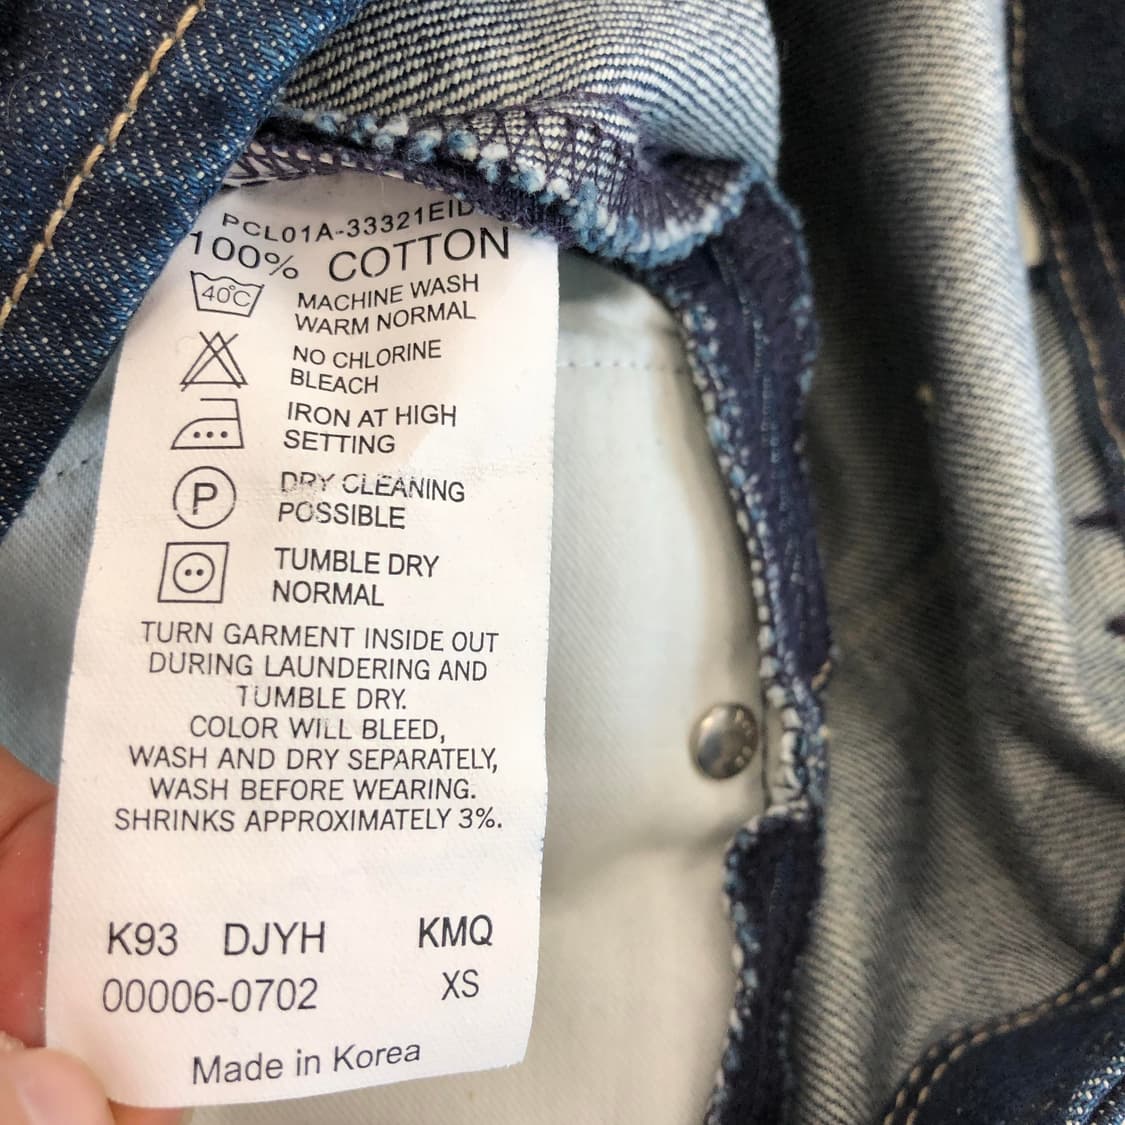 PCL01A-33321EID
100% COTTON
40°C MACHINE WASH
WARM NORMAL
NO CHLORINE
BLEACH
IRON AT HIGH
SETTING
P DRY CLEANING
POSSIBLE
TUMBLE DRY
NORMAL
TURN GARMENT INSIDE OUT
DURING LAUNDERING AND
TUMBLE DRY.
COLOR WILL BLEED,
WASH AND DRY SEPARATELY,
WASH BEFORE WEARING.
SHRINKS APPROXIMATELY 3%.
K93 DJYH KMQ
00006-0702 XS
Made in Korea